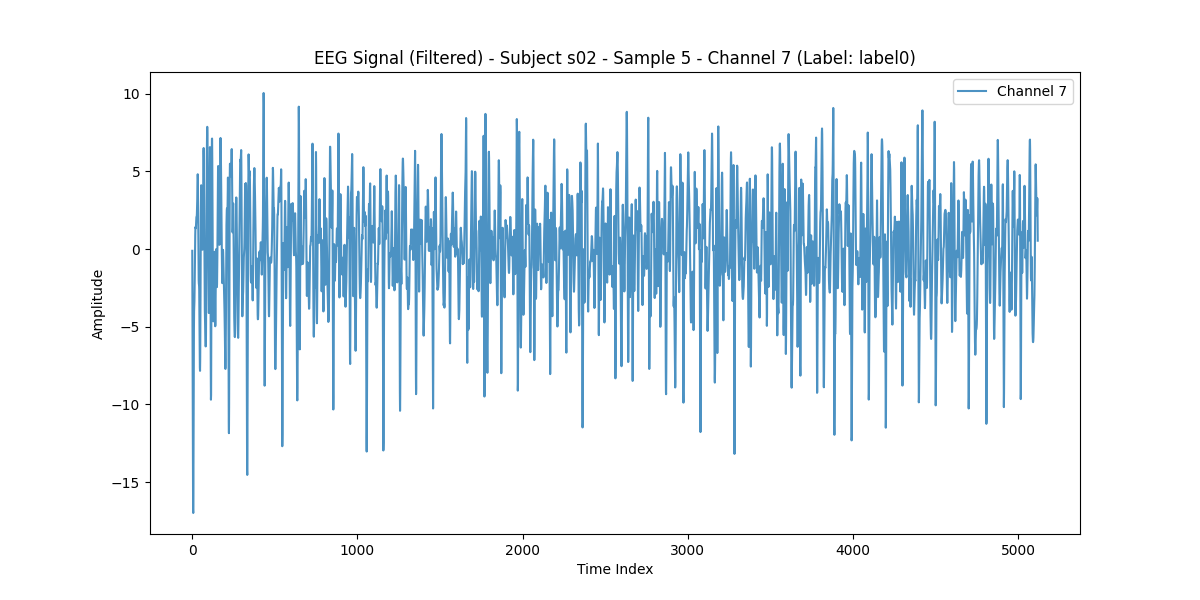 EEG Signal (Filtered) - Subject s02 - Sample 5 - Channel 7 (Label: label0)
Channel 7
10
5
0
−5
−10
−15
Amplitude
0 1000 2000 3000 4000 5000
Time Index